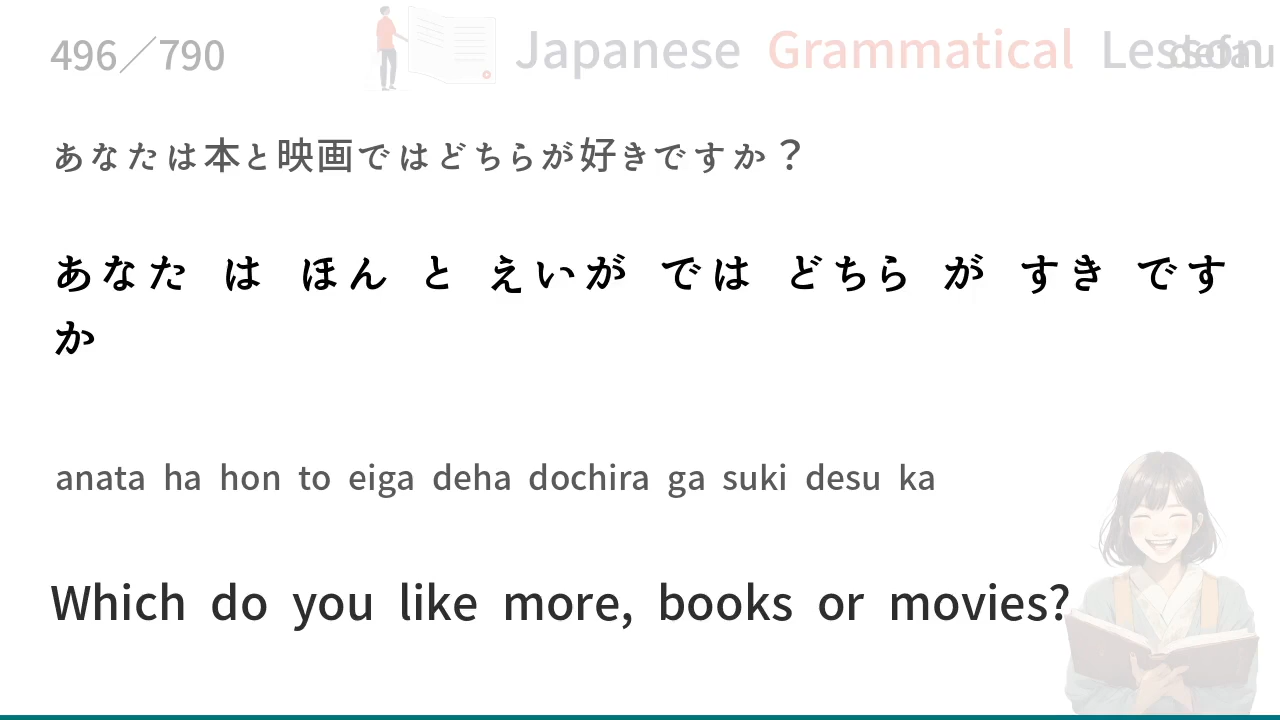 496／790
Japanese Grammatical Lesson
あなたは本と映画ではどちらが好きですか？
あなた は ほん と えいが では どちら が すき です
か
anata ha hon to eiga deha dochira ga suki desu ka
Which do you like more, books or movies?